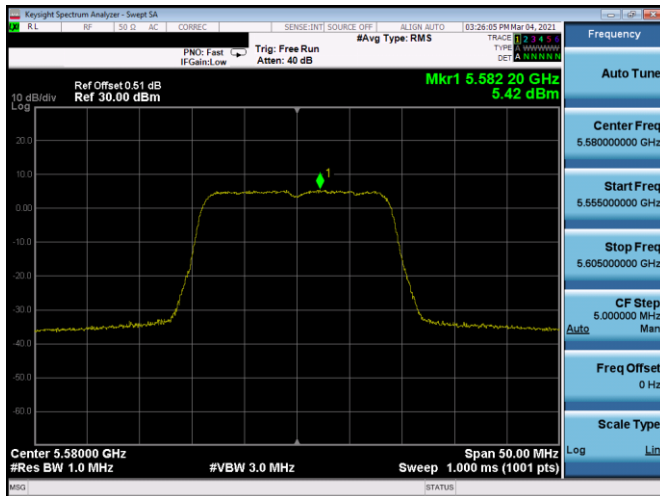 Keysight Spectrum Analyzer - Swept SA
RL RF 50 Ω AC CORREC SENSE:INT SOURCE OFF ALIGN AUTO 03:26:05 PM Mar 04, 2021
#Avg Type: RMS
TRACE 1 2 3 4 5 6
PNO: Fast Trig: Free Run TYPE A WWWWW
IFGain:Low Atten: 40 dB DET A N N N N N
Mkr1 5.582 20 GHz
5.42 dBm
Ref Offset 0.51 dB
10 dB/div Ref 30.00 dBm
Log
1
20.0
10.0
0.00
-10.0
-20.0
-30.0
-40.0
-50.0
-60.0
Center 5.58000 GHz Span 50.00 MHz
#Res BW 1.0 MHz #VBW 3.0 MHz Sweep 1.000 ms (1001 pts)
MSG STATUS
Frequency
Auto Tune
Center Freq
5.580000000 GHz
Start Freq
5.555000000 GHz
Stop Freq
5.605000000 GHz
CF Step
5.000000 MHz
Auto Man
Freq Offset
0 Hz
Scale Type
Log Lin